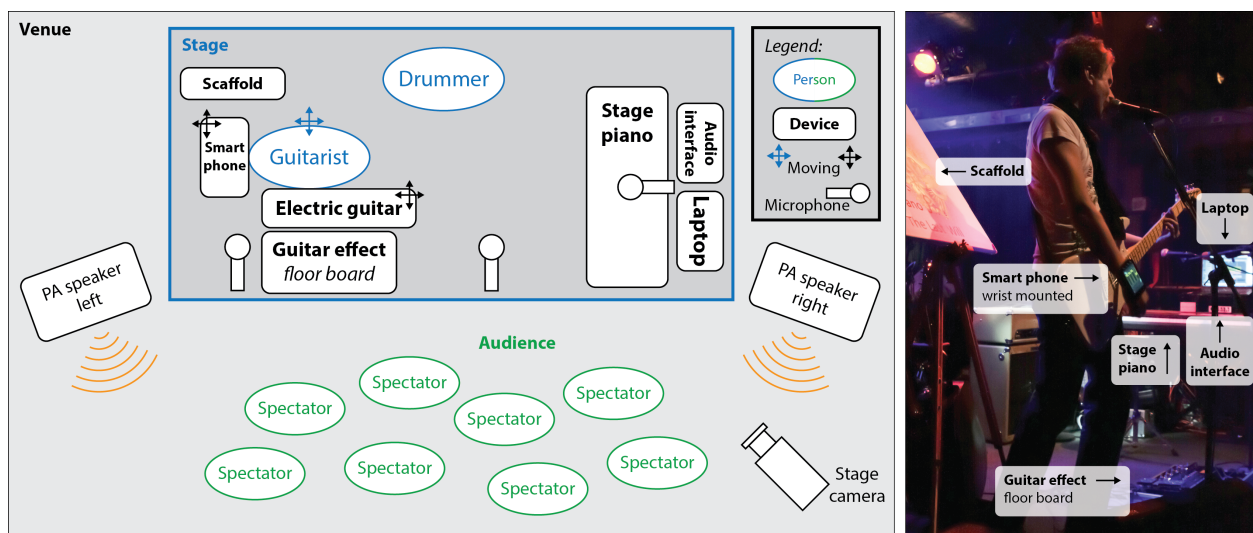 Venue
Stage
Scaffold
Drummer
Smart
phone
Guitarist
Electric guitar
Guitar effect
floor board
Stage
piano
Audio
interface
Laptop
Legend:
Person
Device
Moving
Microphone
PA speaker
left
PA speaker
right
Audience
Spectator
Spectator
Spectator
Spectator
Spectator
Spectator
Spectator
Spectator
Stage
camera
Scaffold
Laptop
Smart phone
wrist mounted
Stage
piano
Audio
interface
Guitar effect
floor board